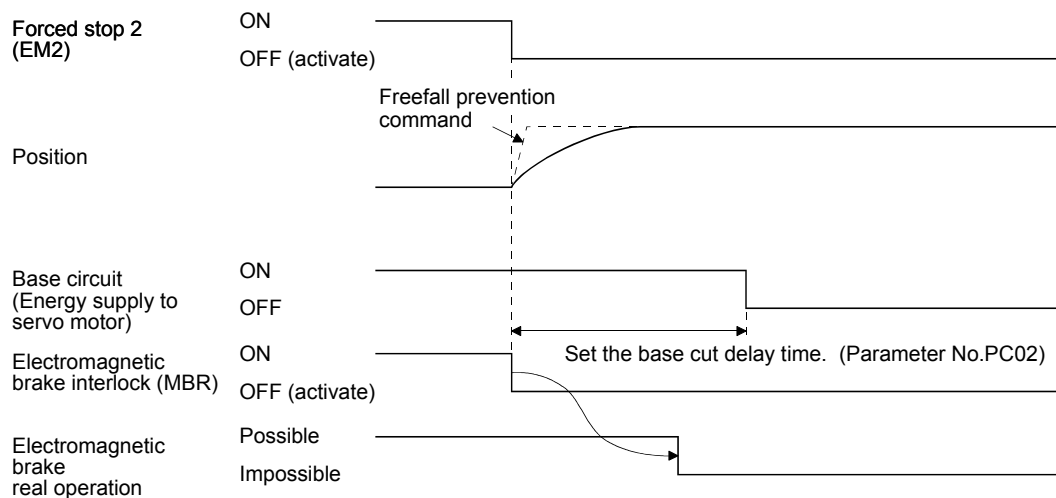 Forced stop 2
(EM2)
ON
OFF (activate)
Freefall prevention
command
Position
Base circuit
(Energy supply to
servo motor)
ON
OFF
Set the base cut delay time. (Parameter No.PC02)
Electromagnetic
brake interlock (MBR)
ON
OFF (activate)
Electromagnetic
brake
real operation
Possible
Impossible